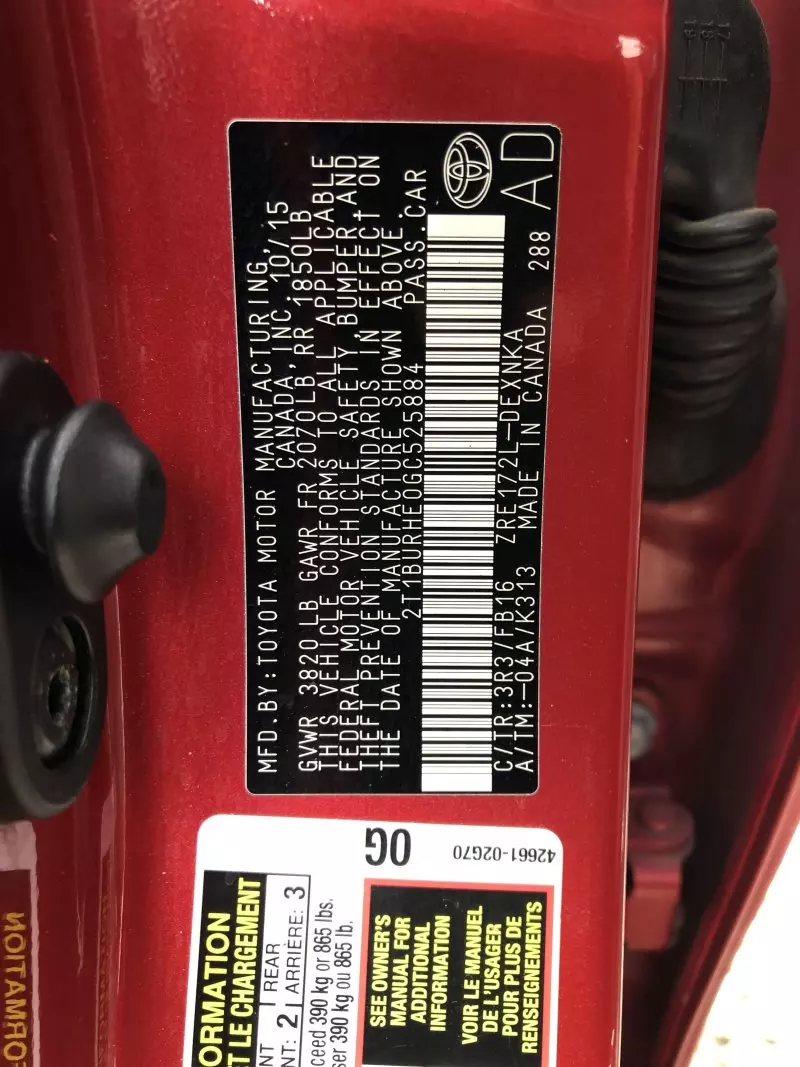 MFD.BY:TOYOTA MOTOR MANUFACTURING,
CANADA,INC. 10/15
GVWR 3820 LB GAWR FR 2070LB,RR 1850LB
THIS VEHICLE CONFORMS TO ALL APPLICABLE
FEDERAL MOTOR VEHICLE SAFETY, BUMPER,AND
THEFT PREVENTION STANDARDS IN EFFECT ON
THE DATE OF MANUFACTURE SHOWN ABOVE.
2T1BURHE0GC525884 PASS.CAR
C/TR:3R3/FB16 ZRE172L-DEXNKA
A/TM:-04A/K313 MADE IN CANADA 288
AD
0G
42661-02G70
ORMATION
ET LE CHARGEMENT
NT 2 REAR 3
NT: ARRIÈRE:
ceed 390 kg or 865 lbs.
ser 390 kg ou 865 lb.
SEE OWNER'S
MANUAL FOR
ADDITIONAL
INFORMATION
VOIR LE MANUEL
DE L'USAGER
POUR PLUS DE
RENSEIGNEMENTS